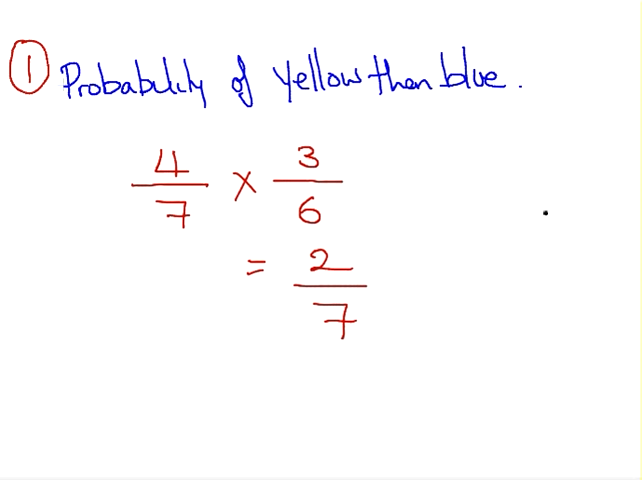 ① Probability of Yellow then blue.
4/7 × 3/6
= 2/7